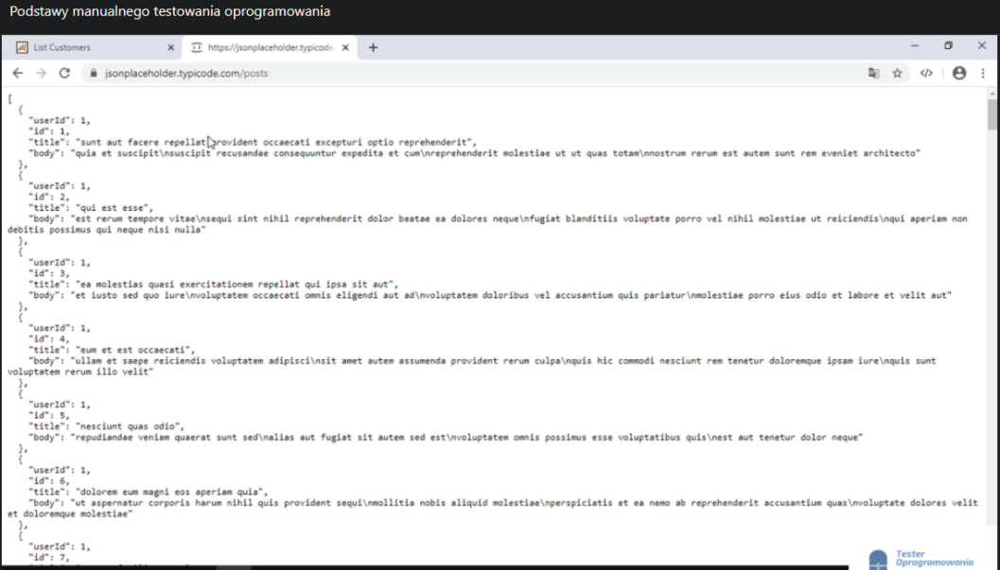 Podstawy manualnego testowania oprogramowania
List Customers
https://jsonplaceholder.typicode
jsonplaceholder.typicode.com/posts
[
{
"userId": 1,
"id": 1,
"title": "sunt aut facere repellat provident occaecati excepturi optio reprehenderit",
"body": "quia et suscipit\nsuscipit recusandae consequuntur expedita et cum\nreprehenderit molestiae ut ut quas totam\nnostrum rerum est autem sunt rem eveniet architecto"
},
{
"userId": 1,
"id": 2,
"title": "qui est esse",
"body": "est rerum tempore vitae\nsequi sint nihil reprehenderit dolor beatae ea dolores neque\nfugiat blanditiis voluptate porro vel nihil molestiae ut reiciendis\nqui aperiam non
debitis possimus qui neque nisi nulla"
},
{
"userId": 1,
"id": 3,
"title": "ea molestias quasi exercitationem repellat qui ipsa sit aut",
"body": "et iusto sed quo iure\nvoluptatem occaecati omnis eligendi aut ad\nvoluptatem doloribus vel accusantium quis pariatur\nmolestiae porro eius odio et labore et velit aut"
},
{
"userId": 1,
"id": 4,
"title": "eum et est occaecati",
"body": "ullam et saepe reiciendis voluptatem adipisci\nsit amet autem assumenda provident rerum culpa\nquis hic commodi nesciunt rem tenetur doloremque ipsam iure\nquis sunt
voluptatem rerum illo velit"
},
{
"userId": 1,
"id": 5,
"title": "nesciunt quas odio",
"body": "repudiandae veniam quaerat sunt sed\nalias aut fugiat sit autem sed est\nvoluptatem omnis possimus esse voluptatibus quis\nest aut tenetur dolor neque"
},
{
"userId": 1,
"id": 6,
"title": "dolorem eum magni eos aperiam quia",
"body": "ut aspernatur corporis harum nihil quis provident sequi\nmollitia nobis aliquid molestiae\nperspiciatis et ea nemo ab reprehenderit accusantium quas\nvoluptate dolores velit
et doloremque molestiae"
},
{
"userId": 1,
"id": 7,
Tester
Oprogramowania